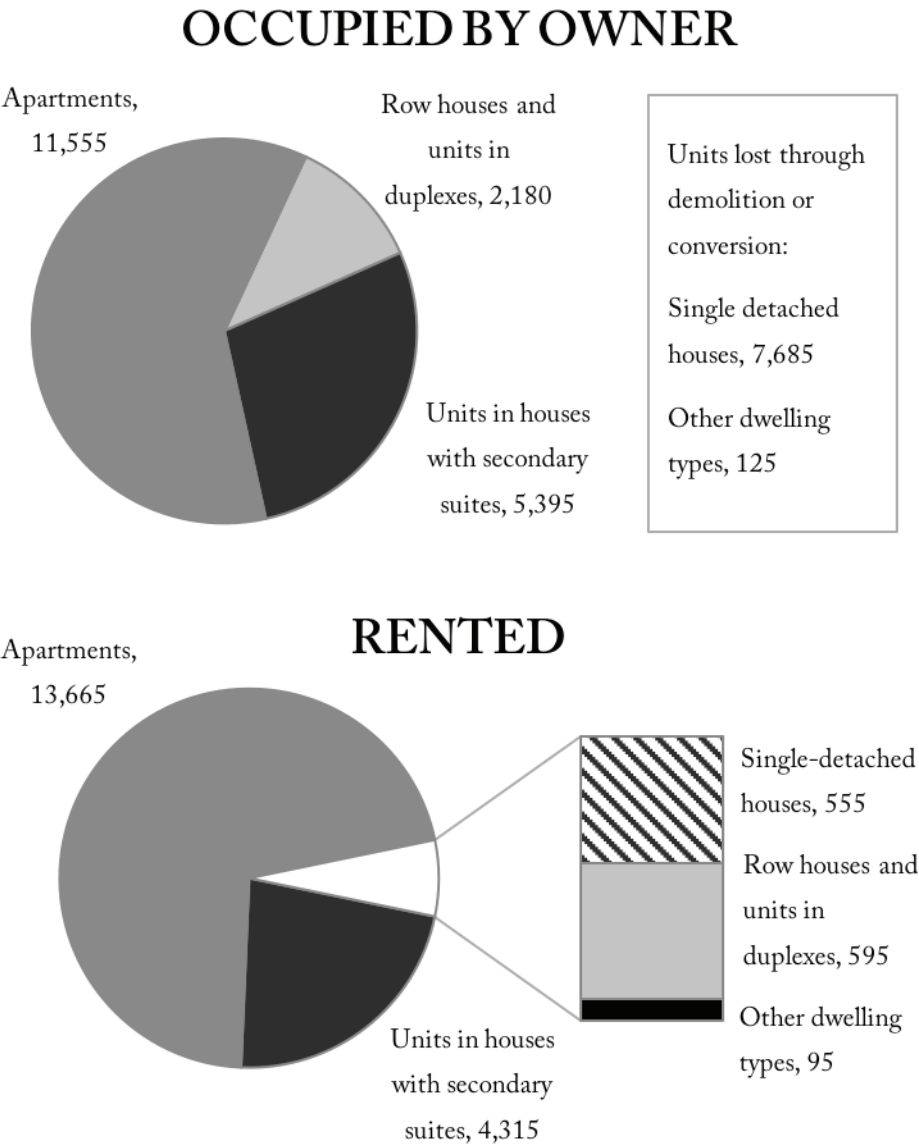 OCCUPIED BY OWNER
Apartments,
11,555
Row houses and
units in
duplexes, 2,180
Units in houses
with secondary
suites, 5,395
Units lost through
demolition or
conversion:
Single detached
houses, 7,685
Other dwelling
types, 125
RENTED
Apartments,
13,665
Single-detached
houses, 555
Row houses and
units in
duplexes, 595
Other dwelling
types, 95
Units in houses
with secondary
suites, 4,315